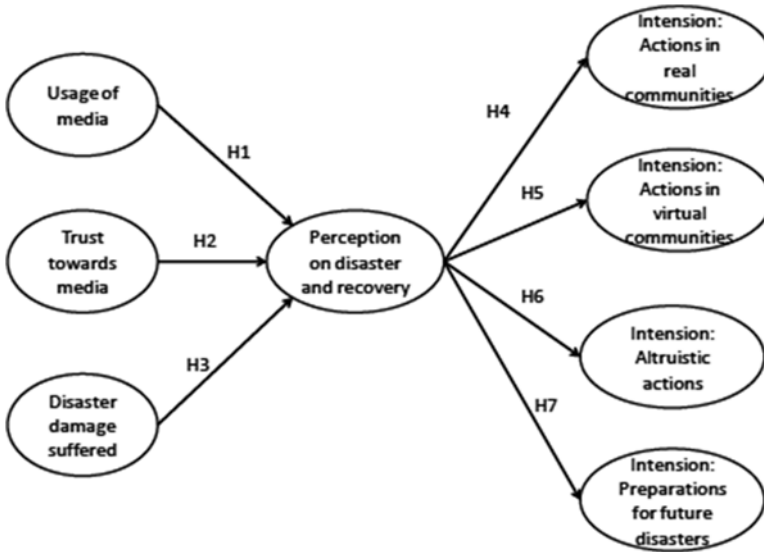 Usage of
media
Trust
towards
media
Disaster
damage
suffered
H1
H2
H3
Perception
on disaster
and recovery
H4
H5
H6
H7
Intension:
Actions in
real
communities
Intension:
Actions in
virtual
communities
Intension:
Altruistic
actions
Intension:
Preparations
for future
disasters